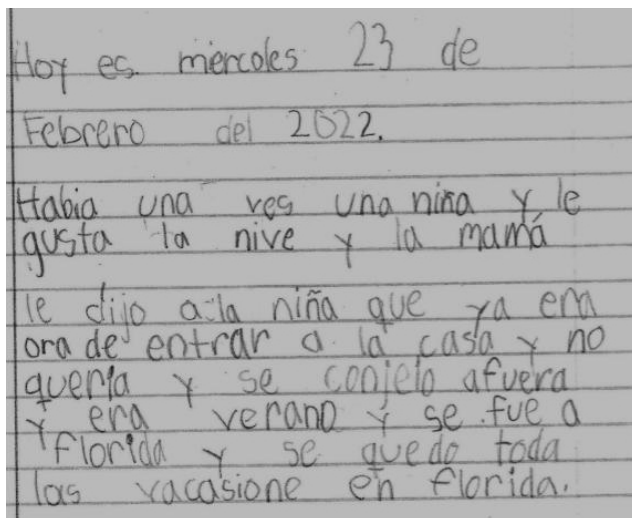 Hoy es miercoles 23 de
Febrero del 2022.
Habia una ves una nina y le
gusta la nive y la mamá
le dijo a la niña que ya era
ora de entrar a la casa y no
queria y se conjelo afuera
y era verano y se fue a
florida y se quedo toda
las vacasione en florida.